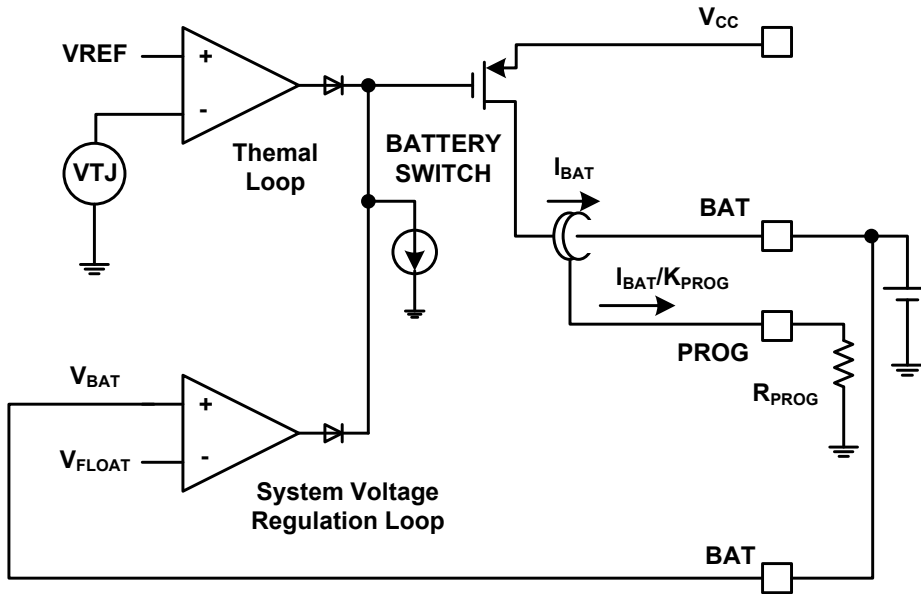 VCC
VREF
+
-
VTJ
Themal
Loop
BATTERY
SWITCH
IBAT
BAT
IBAT/KPROG
PROG
RPROG
VBAT
+
VFLOAT
-
System Voltage
Regulation Loop
BAT